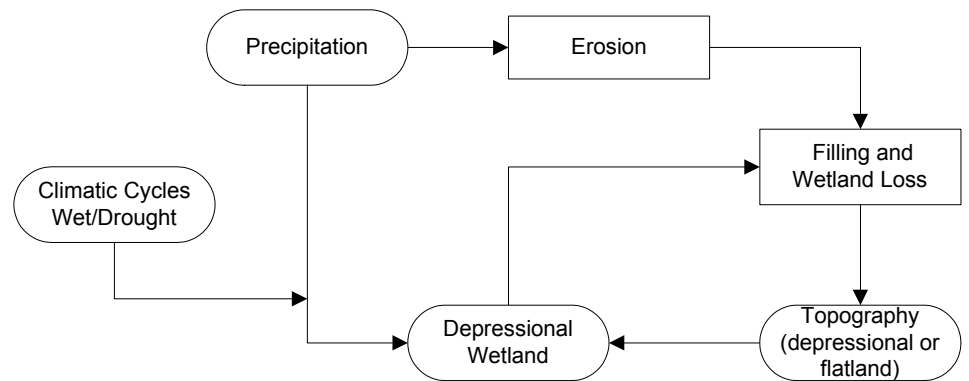 Precipitation
Erosion
Filling and
Wetland Loss
Climatic Cycles
Wet/Drought
Depressional
Wetland
Topography
(depressional or
flatland)